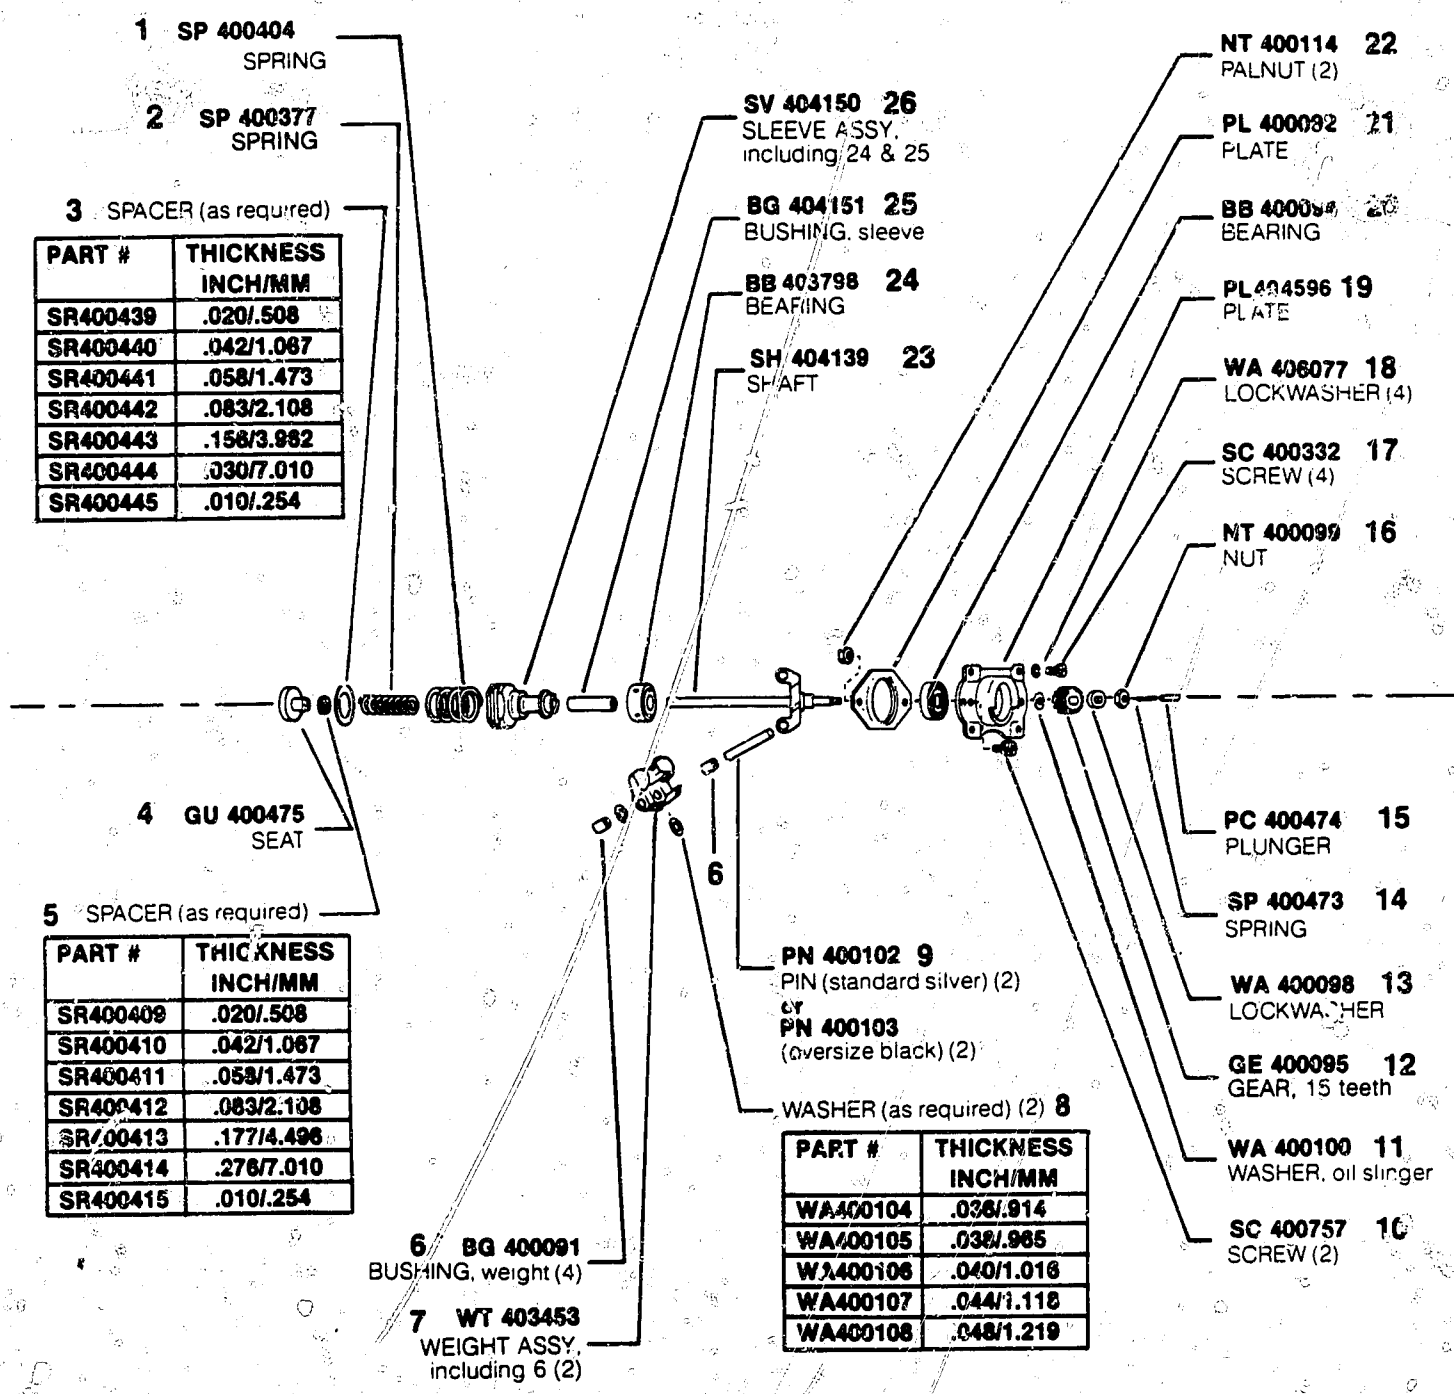 1 SP 400404
SPRING
2 SP 400377
SPRING
3 SPACER (as required)
PART # THICKNESS
INCH/MM
SR400439 .020/.508
SR400440 .042/1.067
SR400441 .058/1.473
SR400442 .083/2.108
SR400443 .156/3.962
SR400444 .030/7.010
SR400445 .010/.254
4 GU 400475
SEAT
5 SPACER (as required)
PART # THICKNESS
INCH/MM
SR400409 .020/.508
SR400410 .042/1.067
SR400411 .058/1.473
SR400412 .083/2.108
SR400413 .177/4.496
SR400414 .276/7.010
SR400415 .010/.254
6 BG 400091
BUSHING, weight (4)
7 WT 403453
WEIGHT ASSY,
including 6 (2)
SV 404150 26
SLEEVE ASSY,
including 24 & 25
BG 404151 25
BUSHING, sleeve
BB 403798 24
BEARING
SH 404139 23
SHAFT
6
PN 400102 9
PIN (standard silver) (2)
or
PN 400103
(oversize black) (2)
WASHER (as required) (2) 8
PART # THICKNESS
INCH/MM
WA400104 .036/.914
WA400105 .038/.965
WA400106 .040/1.016
WA400107 .044/1.118
WA400108 .048/1.219
NT 400114 22
PALNUT (2)
PL 400092 21
PLATE
BB 20
BEARING
PL404596 19
PLATE
WA 406077 18
LOCKWASHER (4)
SC 400332 17
SCREW (4)
NT 400099 16
NUT
PC 400474 15
PLUNGER
SP 400473 14
SPRING
WA 400098 13
LOCKWASHER
GE 400095 12
GEAR, 15 teeth
WA 400100 11
WASHER, oil slinger
SC 400757 10
SCREW (2)